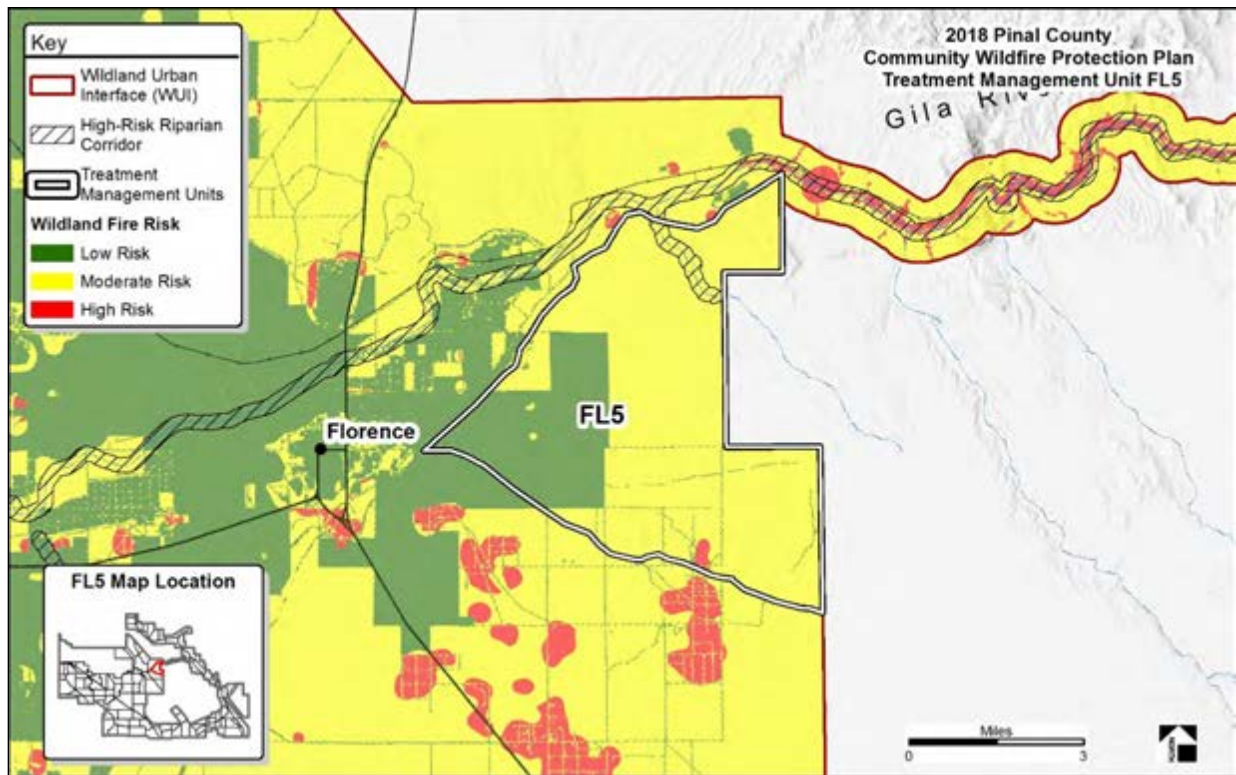 Key
Wildland Urban
Interface (WUI)
High-Risk Riparian
Corridor
Treatment
Management Units
Wildland Fire Risk
Low Risk
Moderate Risk
High Risk
2018 Pinal County
Community Wildfire Protection Plan
Treatment Management Unit FL5
Gila
FL5
Florence
FL5 Map Location
Miles
0 3